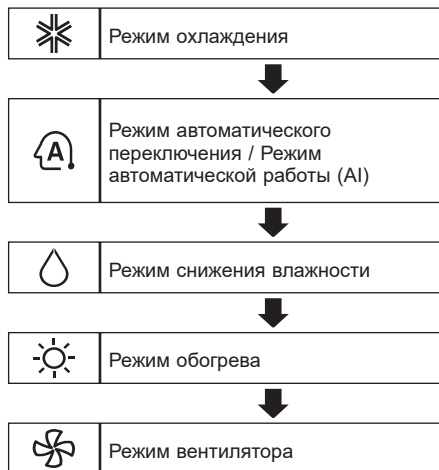 Режим охлаждения
A
Режим автоматического
переключения / Режим
автоматической работы (AI)
Режим снижения влажности
Режим обогрева
Режим вентилятора